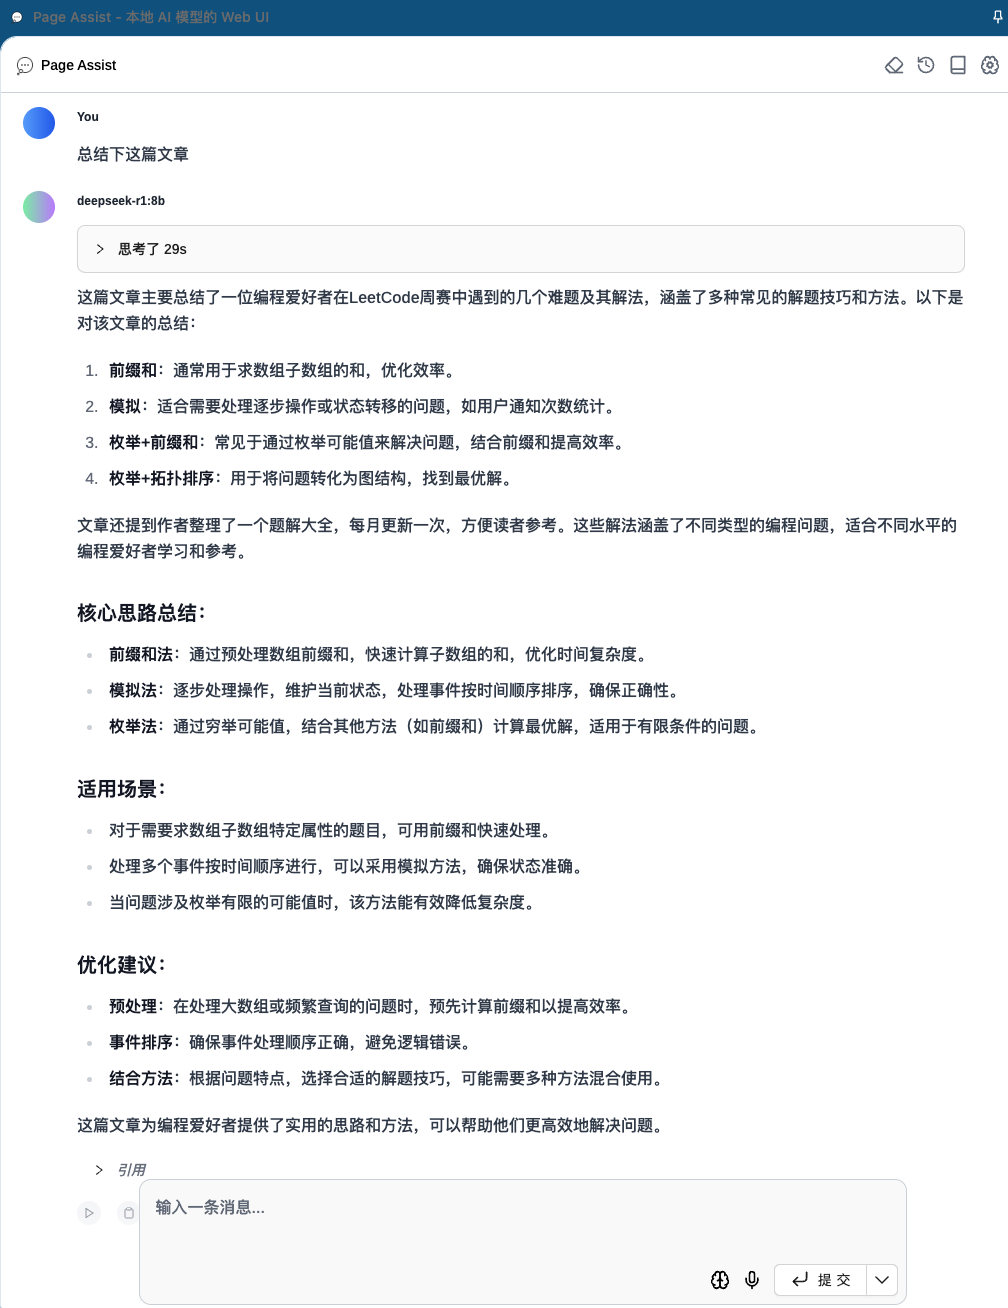 Page Assist - 本地 AI 模型的 Web UI
Page Assist
You
总结下这篇文章
deepseek-r1:8b
思考了 29s
这篇文章主要总结了一位编程爱好者在LeetCode周赛中遇到的几个难题及其解法，涵盖了多种常见的解题技巧和方法。以下是
对该文章的总结：
1. 前缀和：通常用于求数组子数组的和，优化效率。
2. 模拟：适合需要处理逐步操作或状态转移的问题，如用户通知次数统计。
3. 枚举+前缀和：常见于通过枚举可能值来解决问题，结合前缀和提高效率。
4. 枚举+拓扑排序：用于将问题转化为图结构，找到最优解。
文章还提到作者整理了一个题解大全，每月更新一次，方便读者参考。这些解法涵盖了不同类型的编程问题，适合不同水平的
编程爱好者学习和参考。
核心思路总结：
前缀和法：通过预处理数组前缀和，快速计算子数组的和，优化时间复杂度。
模拟法：逐步处理操作，维护当前状态，处理事件按时间顺序排序，确保正确性。
枚举法：通过穷举可能值，结合其他方法（如前缀和）计算最优解，适用于有限条件的问题。
适用场景：
对于需要求数组子数组特定属性的题目，可用前缀和快速处理。
处理多个事件按时间顺序进行，可以采用模拟方法，确保状态准确。
当问题涉及枚举有限的可能值时，该方法能有效降低复杂度。
优化建议：
预处理：在处理大数组或频繁查询的问题时，预先计算前缀和以提高效率。
事件排序：确保事件处理顺序正确，避免逻辑错误。
结合方法：根据问题特点，选择合适的解题技巧，可能需要多种方法混合使用。
这篇文章为编程爱好者提供了实用的思路和方法，可以帮助他们更高效地解决问题。
引用
输入一条消息...
提 交